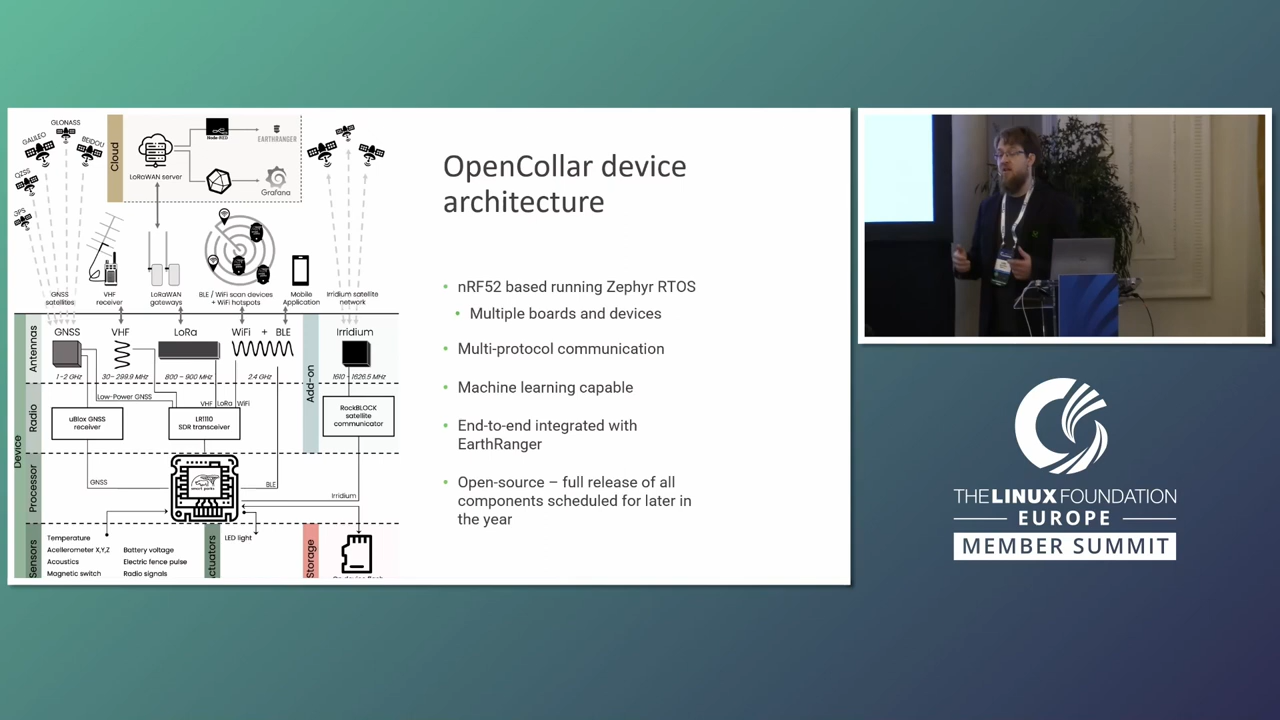 GLONASS
GALILEO
BEIDOU
QZSS
GPS
Cloud
LoRaWAN server
Node-RED
EARTHRANGER
Grafana
GNSS
satellites
VHF
receiver
LoRaWAN
gateways
BLE / WiFi scan devices
+ WiFi hotspots
Mobile
Application
Irridium satellite
network
Device
Antennas
GNSS
VHF
LoRa
WiFi + BLE
Irridium
1-2 GHz
30- 299.9 MHz
800 - 900 MHz
2.4 GHz
1610 - 1626.5 MHz
Add-on
Radio
Low-Power GNSS
VHF
LoRa
WiFi
uBlox GNSS
receiver
LR1110
SDR transceiver
RockBLOCK
satellite
communicator
Processor
GNSS
smart parks
BLE
Irridium
Sensors
Temperature
Acellerometer X,Y,Z
Acoustics
Magnetic switch
Battery voltage
Electric fence pulse
Radio signals
ctuators
LED light
Storage
OpenCollar device
architecture
• nRF52 based running Zephyr RTOS
• Multiple boards and devices
• Multi-protocol communication
• Machine learning capable
• End-to-end integrated with
EarthRanger
• Open-source – full release of all
components scheduled for later in
the year
THE LINUX FOUNDATION
EUROPE
MEMBER SUMMIT